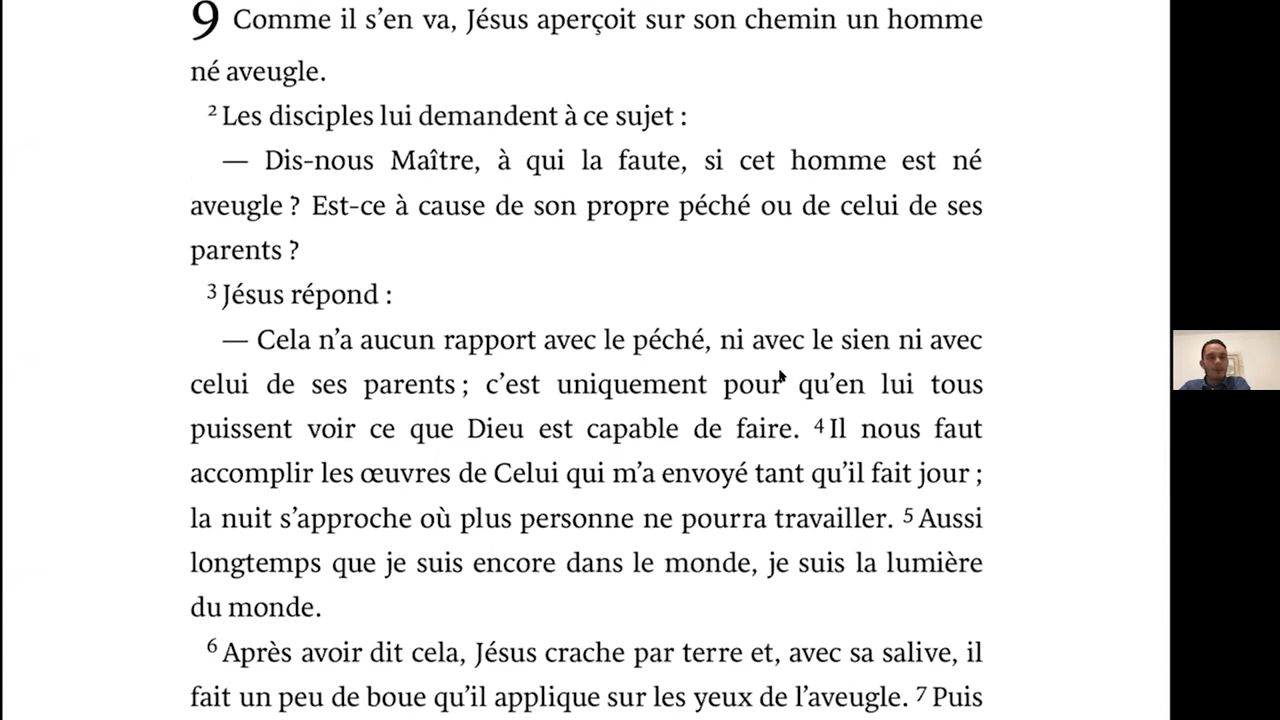 9 Comme il s’en va, Jésus aperçoit sur son chemin un homme
né aveugle.
² Les disciples lui demandent à ce sujet :
— Dis-nous Maître, à qui la faute, si cet homme est né
aveugle ? Est-ce à cause de son propre péché ou de celui de ses
parents ?
³ Jésus répond :
— Cela n’a aucun rapport avec le péché, ni avec le sien ni avec
celui de ses parents ; c’est uniquement pour qu’en lui tous
puissent voir ce que Dieu est capable de faire. ⁴ Il nous faut
accomplir les œuvres de Celui qui m’a envoyé tant qu’il fait jour ;
la nuit s’approche où plus personne ne pourra travailler. ⁵ Aussi
longtemps que je suis encore dans le monde, je suis la lumière
du monde.
⁶ Après avoir dit cela, Jésus crache par terre et, avec sa salive, il
fait un peu de boue qu’il applique sur les yeux de l’aveugle. ⁷ Puis